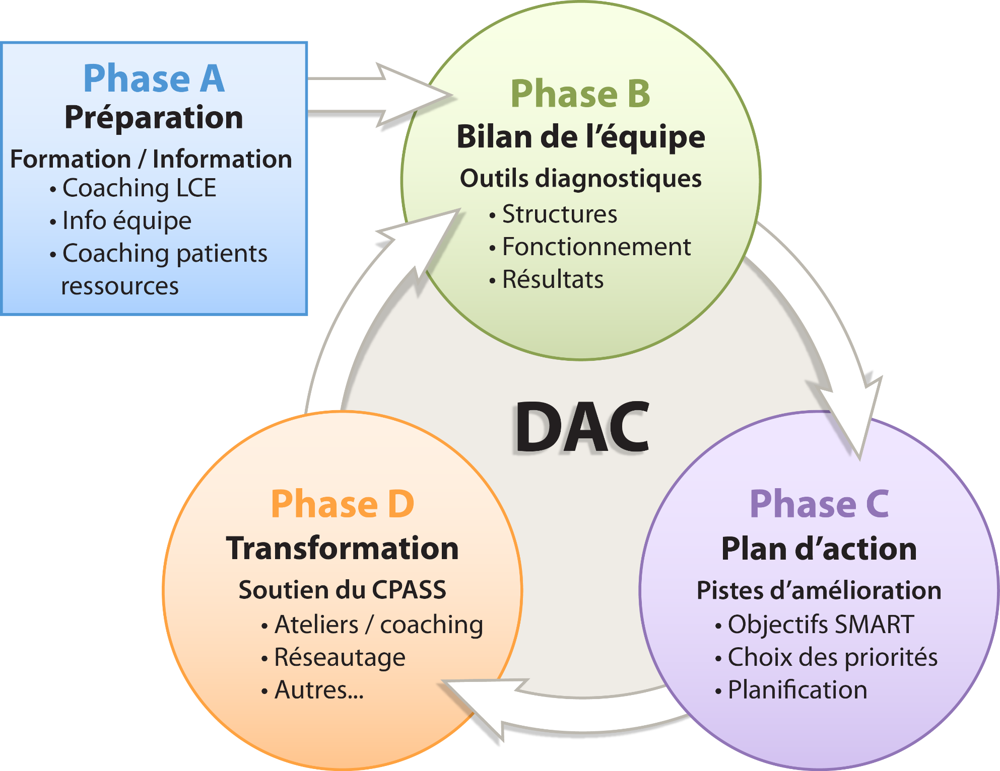 Phase A
Préparation
Formation / Information
• Coaching LCE
• Info équipe
• Coaching patients
ressources
Phase B
Bilan de l’équipe
Outils diagnostiques
• Structures
• Fonctionnement
• Résultats
DAC
Phase D
Transformation
Soutien du CPASS
• Ateliers / coaching
• Réseautage
• Autres...
Phase C
Plan d’action
Pistes d’amélioration
• Objectifs SMART
• Choix des priorités
• Planification